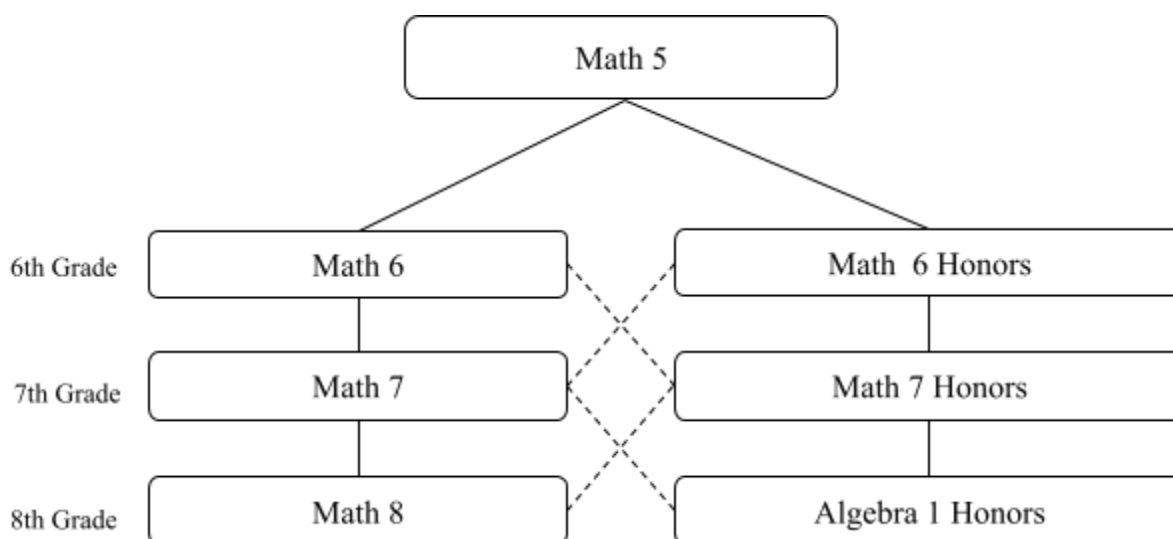 Math 5
6th Grade
Math 6
Math 6 Honors
7th Grade
Math 7
Math 7 Honors
8th Grade
Math 8
Algebra 1 Honors